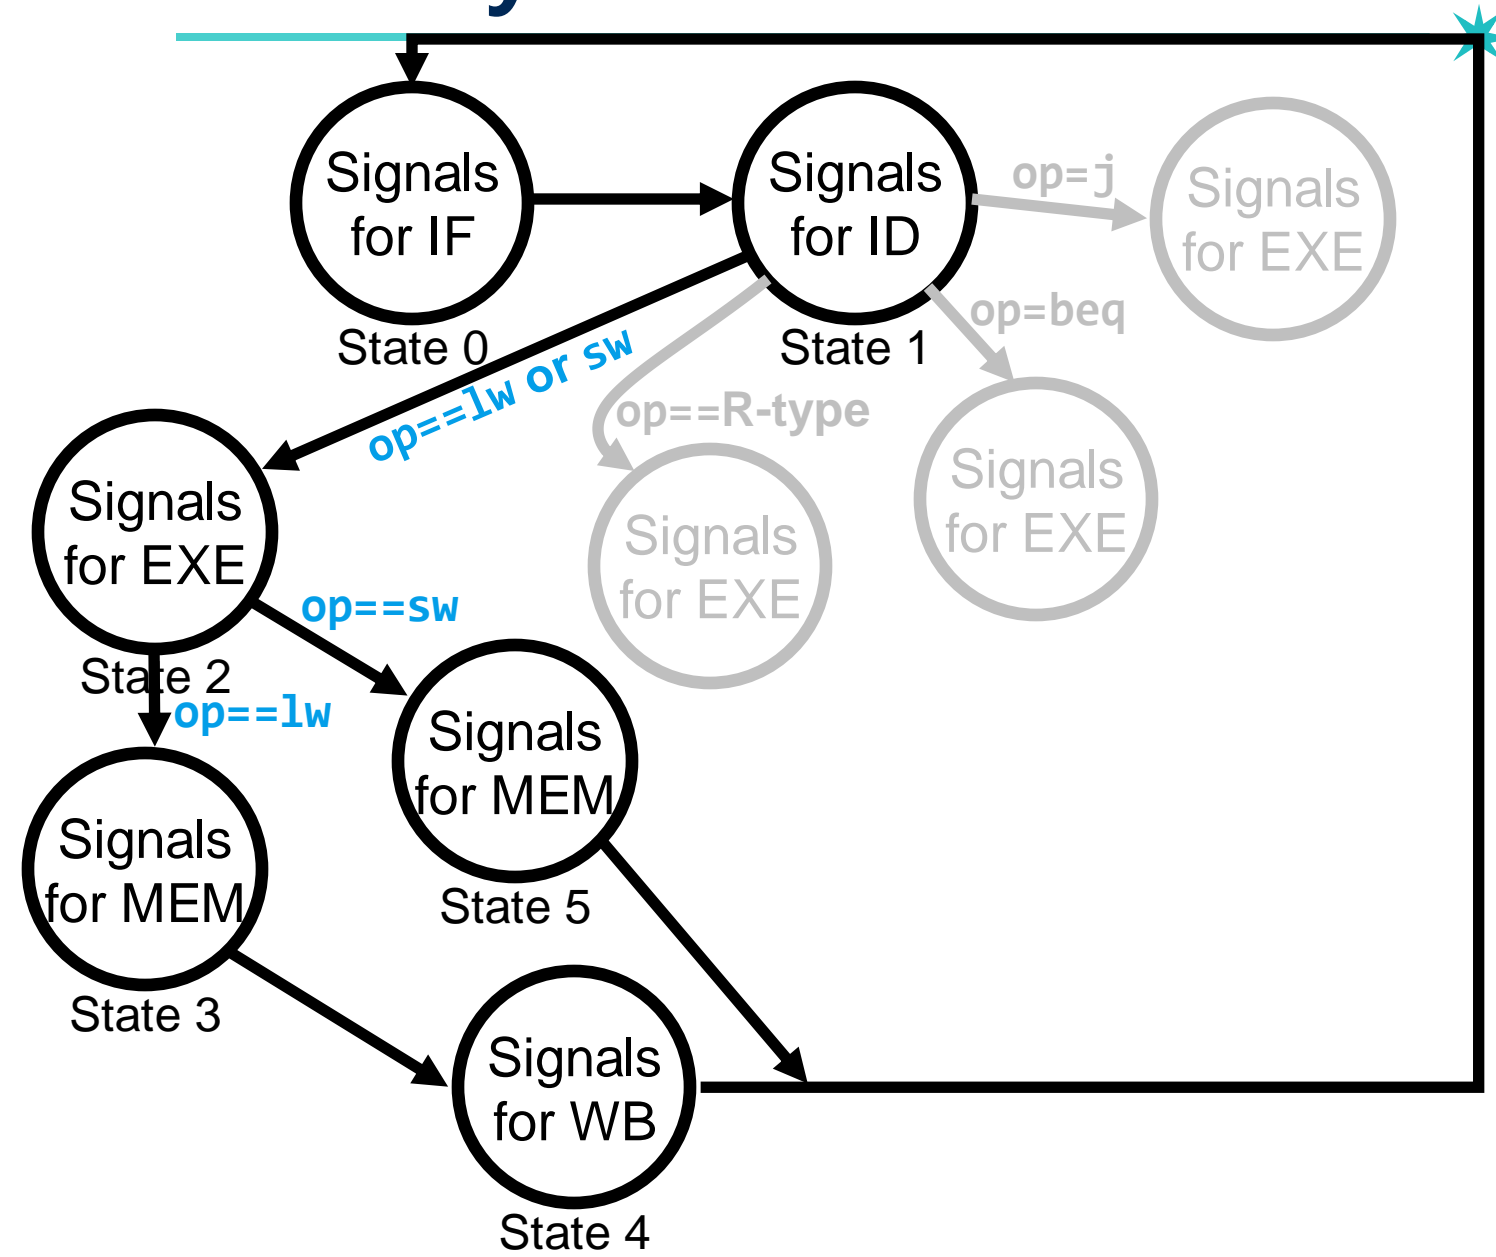 Signals
for IF
State 0
Signals
for ID
State 1
op=j
Signals
for EXE
op=beq
Signals
for EXE
op==R-type
Signals
for EXE
op==lw or sw
Signals
for EXE
State 2
op==sw
op==lw
Signals
for MEM
State 5
Signals
for MEM
State 3
Signals
for WB
State 4